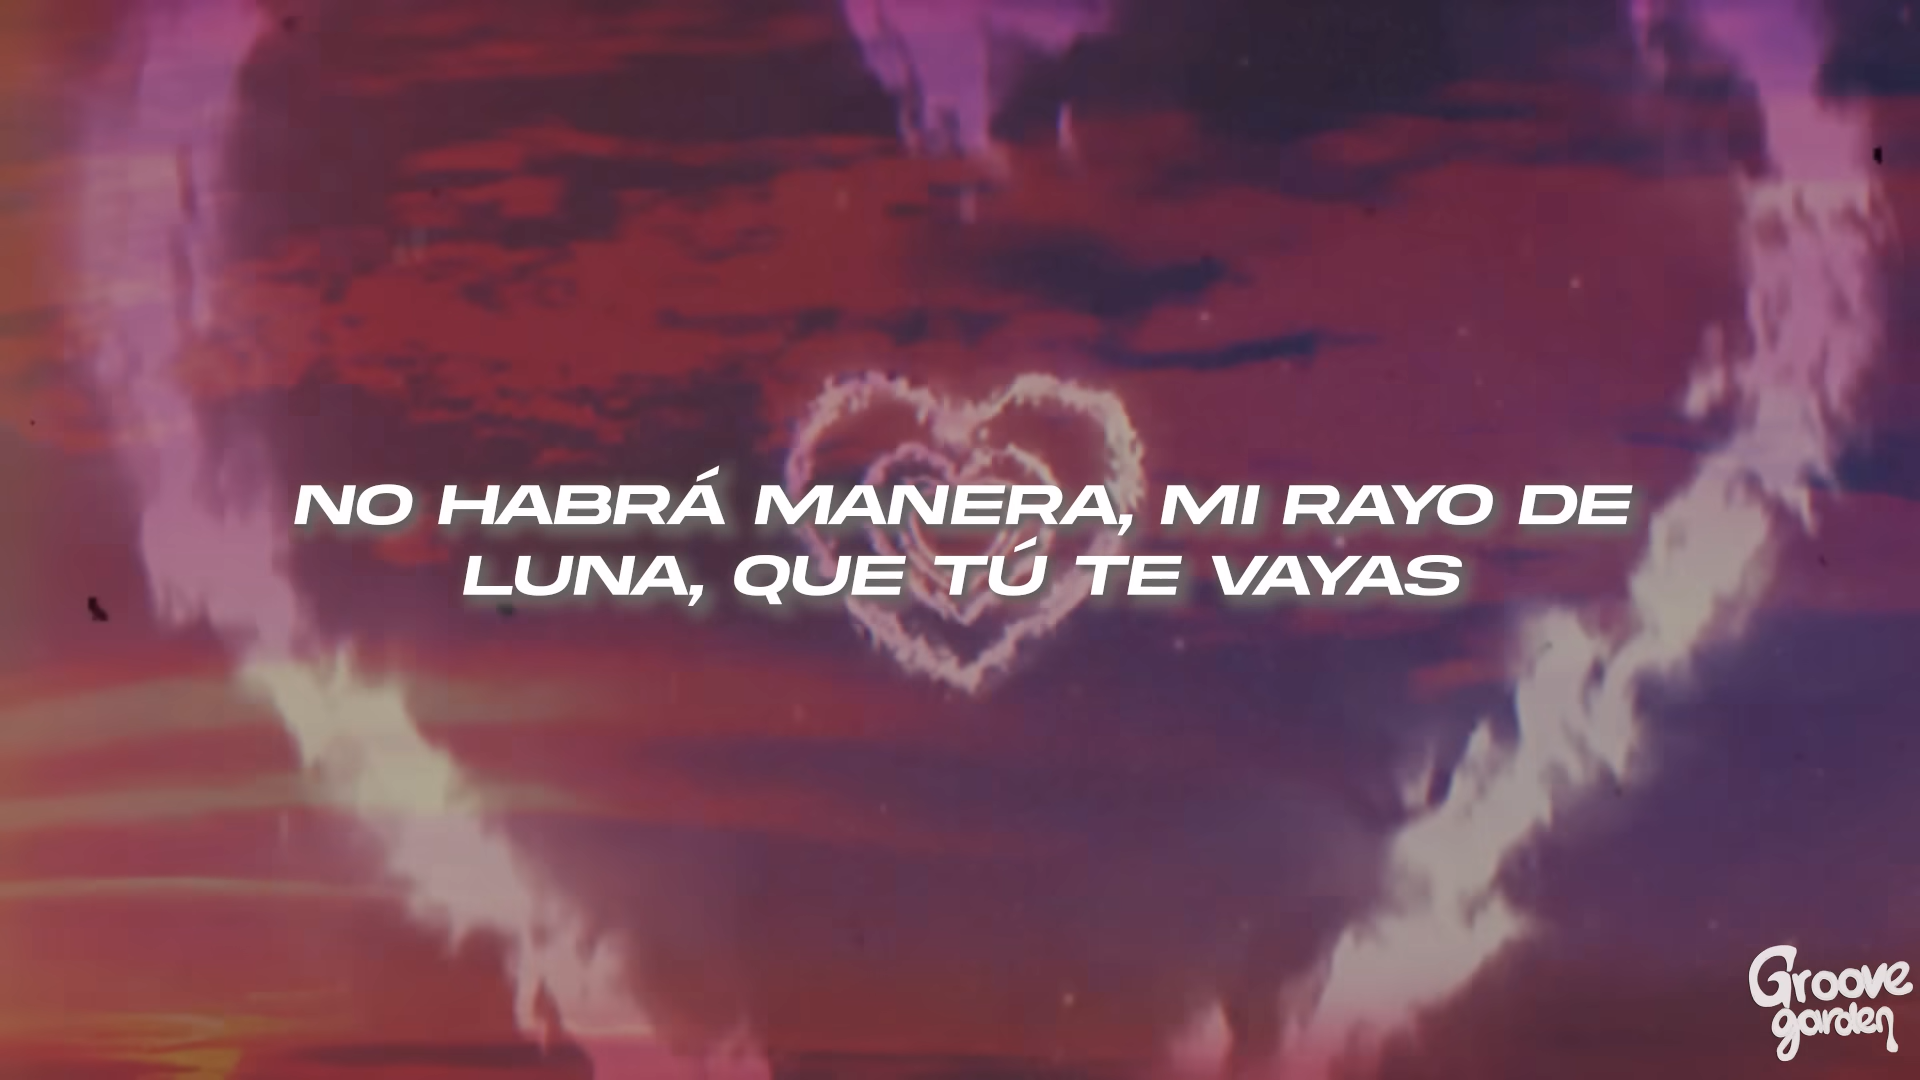 NO HABRÁ MANERA, MI RAYO DE
LUNA, QUE TÚ TE VAYAS
Groove
garden